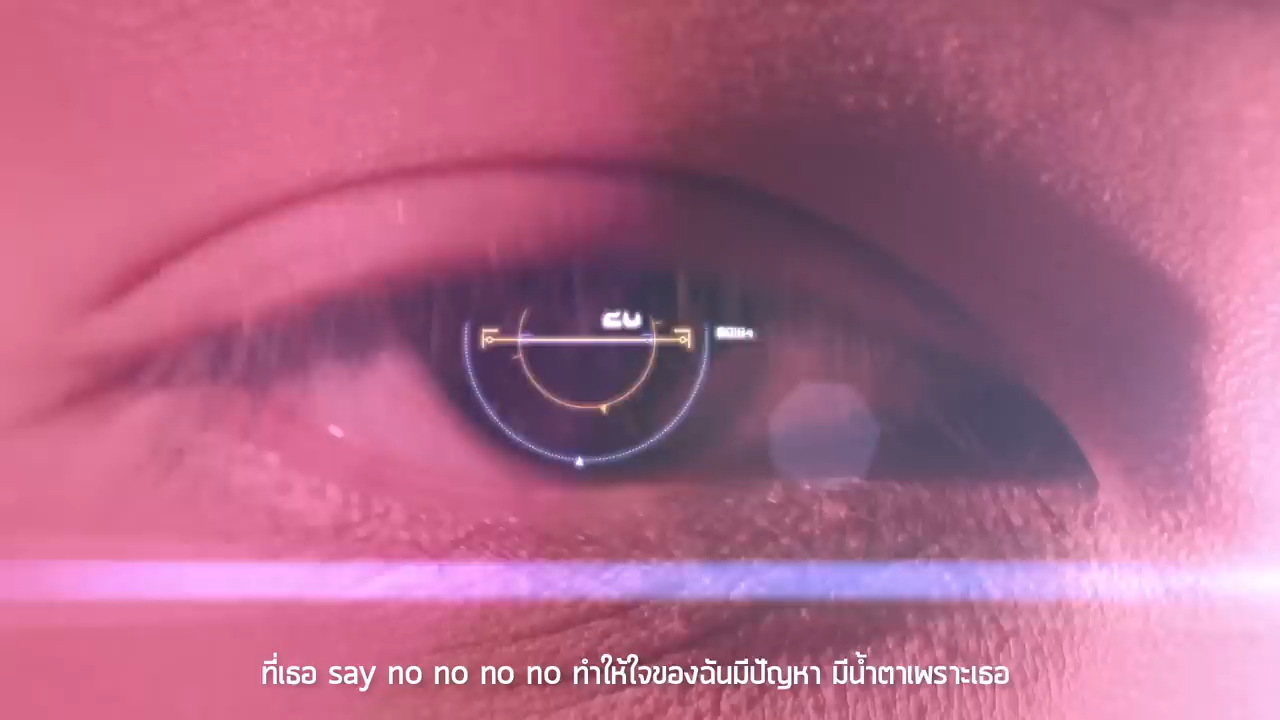 ที่เธอ say no no no no ทำให้ใจของฉันมีปัญหา มีน้ำตาเพราะเธอ